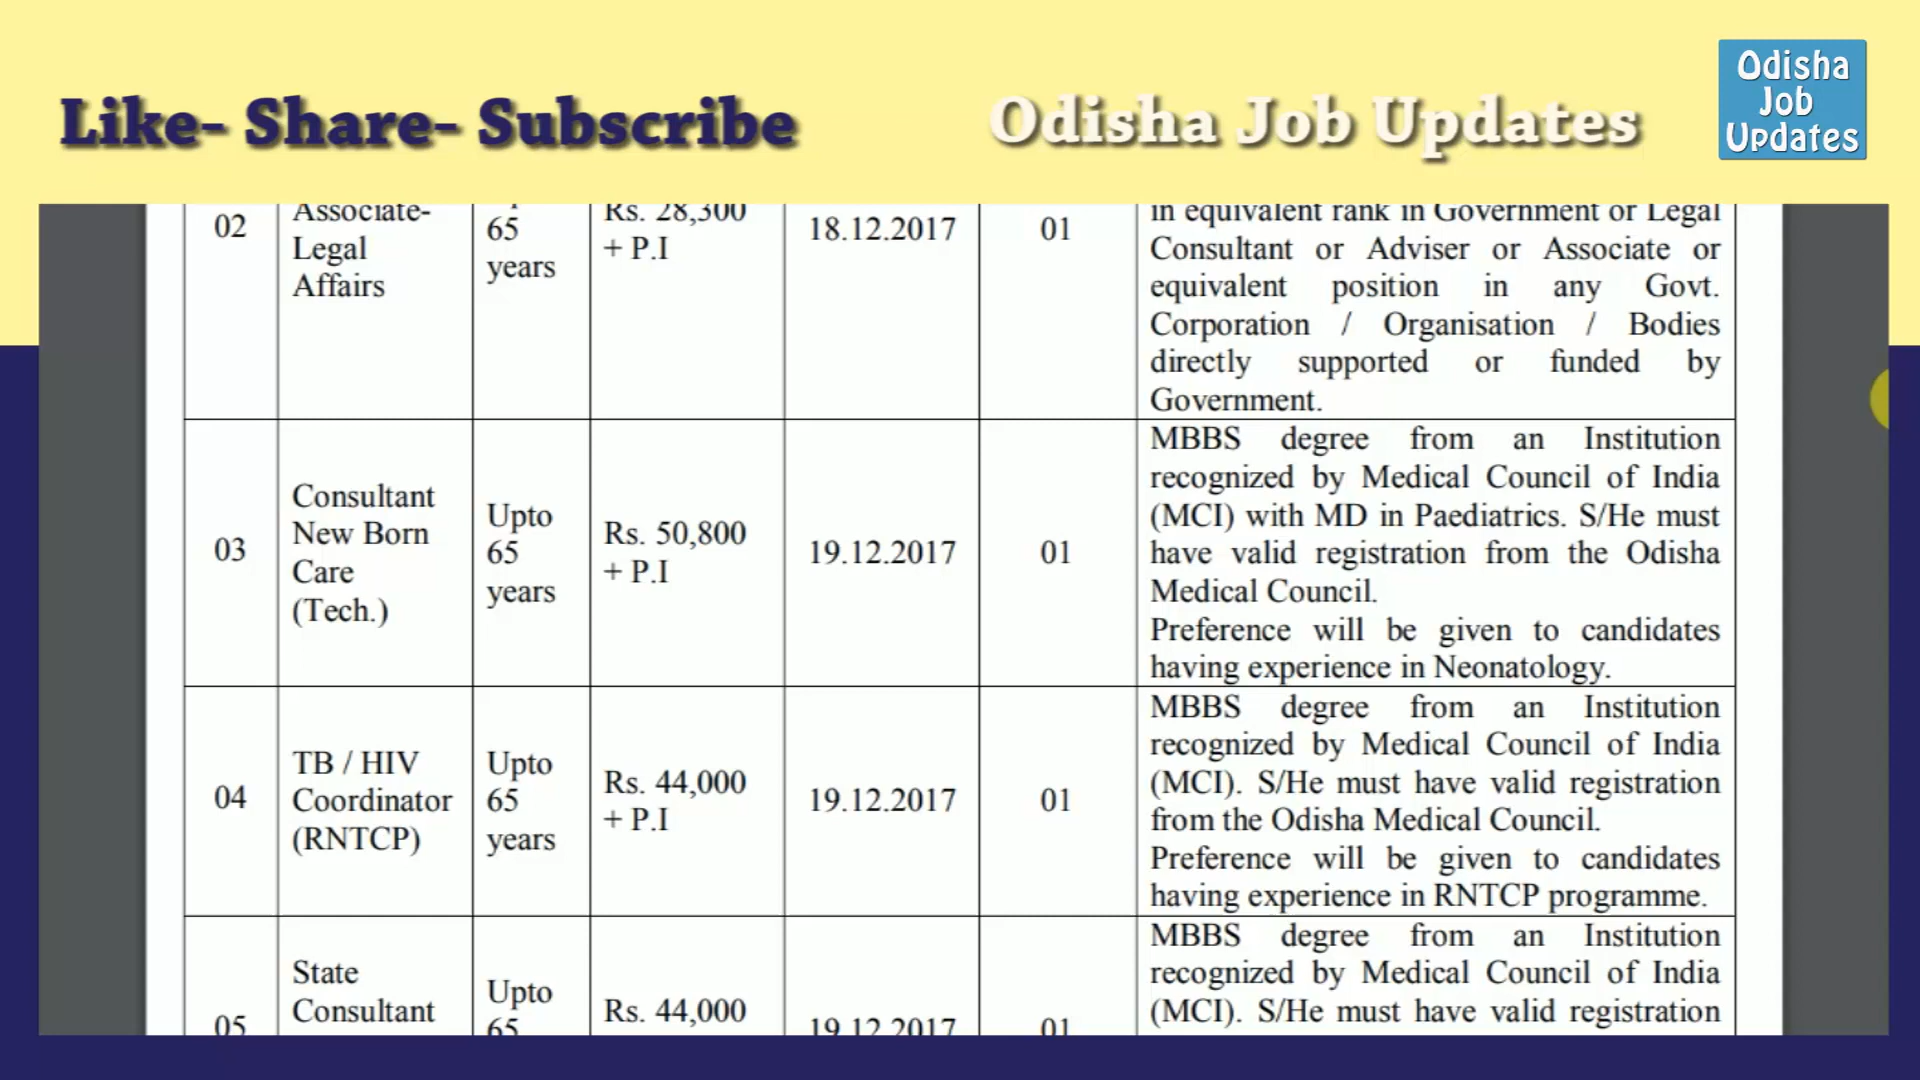 Like- Share- Subscribe
Odisha Job Updates
Odisha
Job
Updates
02
Associate-
Legal
Affairs
65
years
Rs. 28,300
+ P.I
18.12.2017
01
in equivalent rank in Government or Legal
Consultant or Adviser or Associate or
equivalent position in any Govt.
Corporation / Organisation / Bodies
directly supported or funded by
Government.
03
Consultant
New Born
Care
(Tech.)
Upto
65
years
Rs. 50,800
+ P.I
19.12.2017
01
MBBS degree from an Institution
recognized by Medical Council of India
(MCI) with MD in Paediatrics. S/He must
have valid registration from the Odisha
Medical Council.
Preference will be given to candidates
having experience in Neonatology.
04
TB / HIV
Coordinator
(RNTCP)
Upto
65
years
Rs. 44,000
+ P.I
19.12.2017
01
MBBS degree from an Institution
recognized by Medical Council of India
(MCI). S/He must have valid registration
from the Odisha Medical Council.
Preference will be given to candidates
having experience in RNTCP programme.
05
State
Consultant
Upto
65
Rs. 44,000
19.12.2017
01
MBBS degree from an Institution
recognized by Medical Council of India
(MCI). S/He must have valid registration